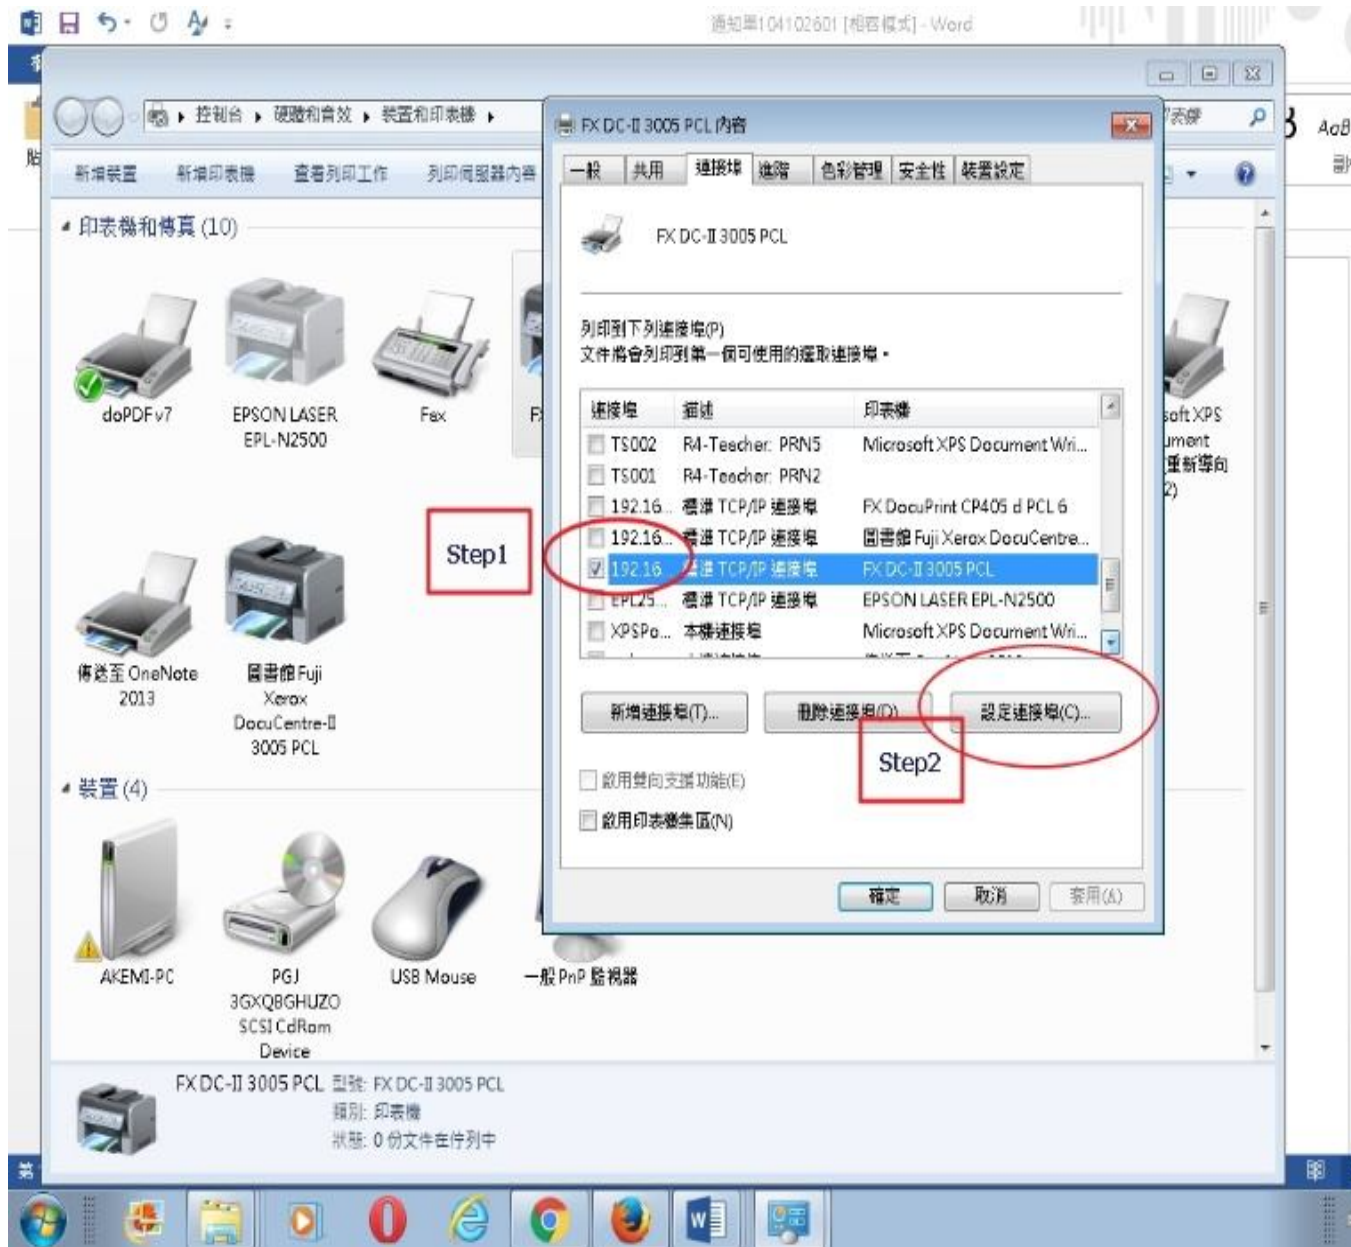 通知單104102601 [相容模式] - Word
控制台 ▸ 硬體和音效 ▸ 裝置和印表機 ▸
新增裝置 新增印表機 查看列印工作 列印伺服器內容
印表機和傳真 (10)
doPDF v7
EPSON LASER
EPL-N2500
Fax
soft XPS
ument
重新導向
2)
傳送至 OneNote
2013
圖書館 Fuji
Xerox
DocuCentre-II
3005 PCL
裝置 (4)
AKEMI-PC
PGJ
3GXQ8GHUZO
SCSI CdRom
Device
USB Mouse
一般 PnP 監視器
FX DC-II 3005 PCL 型號: FX DC-II 3005 PCL
類別: 印表機
狀態: 0 份文件在佇列中
FX DC-II 3005 PCL 內容
一般 共用 連接埠 進階 色彩管理 安全性 裝置設定
FX DC-II 3005 PCL
列印到下列連接埠(P)
文件將會列印到第一個可使用的選取連接埠。
連接埠 描述 印表機
TS002 R4-Teacher: PRN5 Microsoft XPS Document Wri...
TS001 R4-Teacher: PRN2
192.16... 標準 TCP/IP 連接埠 FX DocuPrint CP405 d PCL 6
192.16... 標準 TCP/IP 連接埠 圖書館 Fuji Xerox DocuCentre...
192.16 標準 TCP/IP 連接埠 FX DC-II 3005 PCL
EPL25... 標準 TCP/IP 連接埠 EPSON LASER EPL-N2500
XPSPo... 本機連接埠 Microsoft XPS Document Wri...
Step1
新增連接埠(T)... 刪除連接埠(D) 設定連接埠(C)...
Step2
啟用雙向支援功能(E)
啟用印表機集區(N)
確定 取消 套用(A)